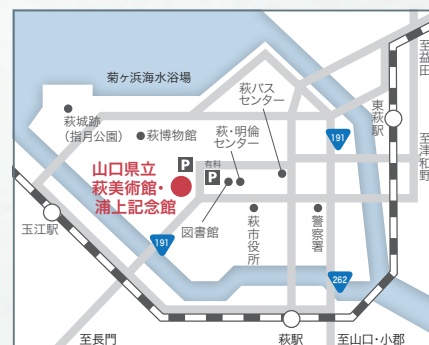 菊ヶ浜海水浴場
至益田
萩バス
センター
東萩駅
萩城跡
（指月公園）
萩博物館
萩・明倫
センター
191
至津和野
P
有料
P
山口県立
萩美術館・
浦上記念館
図書館
萩市役所
警察署
玉江駅
191
262
至長門
萩駅
至山口・小郡